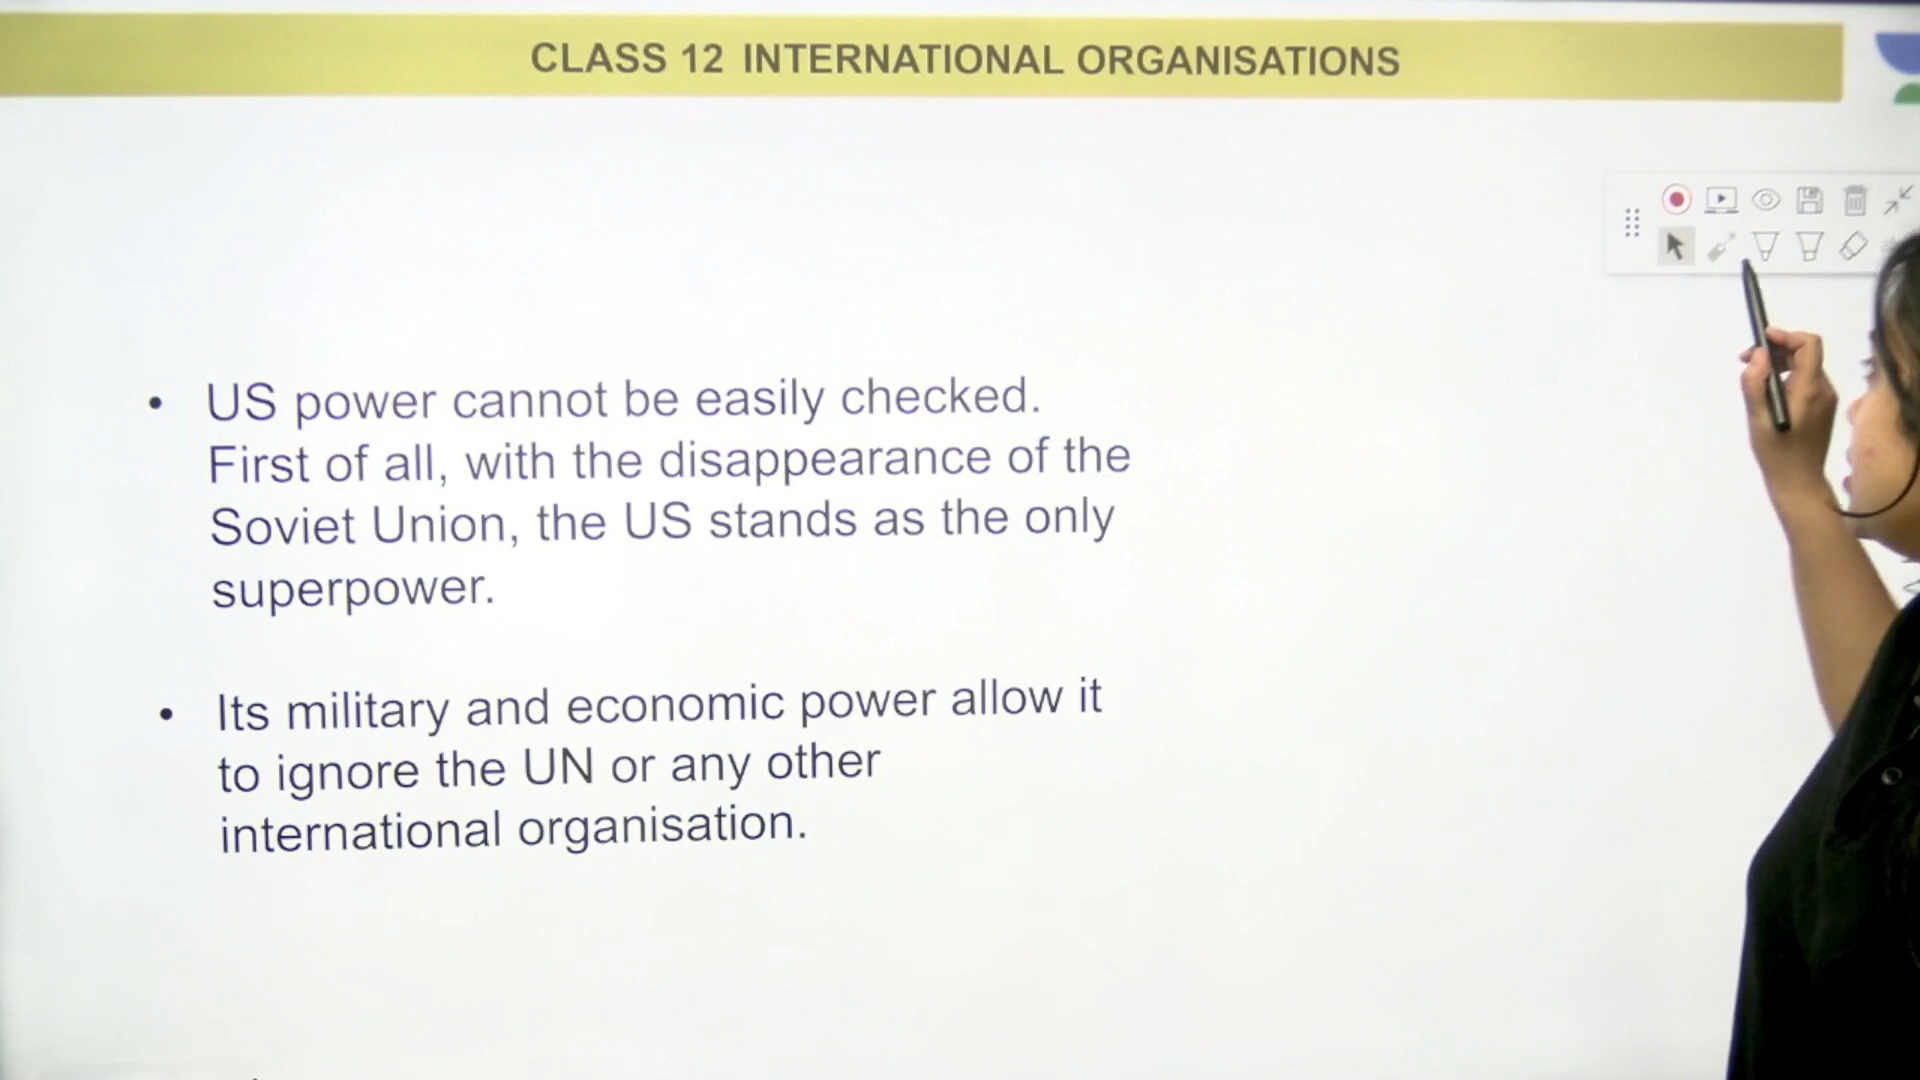 CLASS 12 INTERNATIONAL ORGANISATIONS
• US power cannot be easily checked.
First of all, with the disappearance of the
Soviet Union, the US stands as the only
superpower.
• Its military and economic power allow it
to ignore the UN or any other
international organisation.